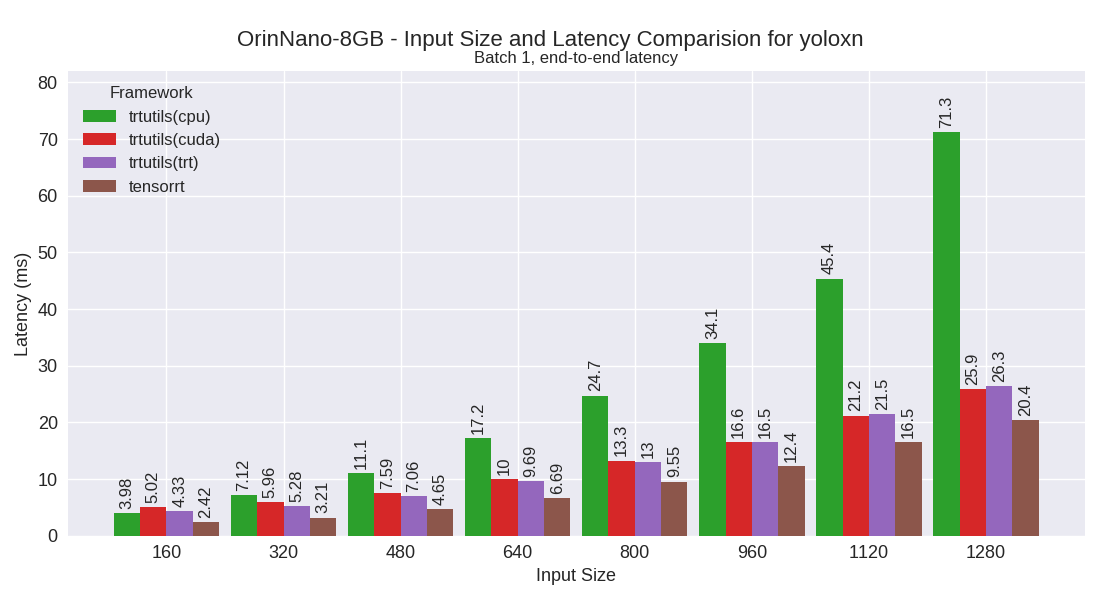 OrinNano-8GB - Input Size and Latency Comparision for yoloxn
Batch 1, end-to-end latency
Framework
trtutils(cpu)
trtutils(cuda)
trtutils(trt)
tensorrt
Latency (ms)
80
70
60
50
40
30
20
10
0
3.98 5.02 4.33 2.42
7.12 5.96 5.28 3.21
11.1 7.59 7.06 4.65
17.2 10 9.69 6.69
24.7 13.3 13 9.55
34.1 16.6 16.5 12.4
45.4 21.2 21.5 16.5
71.3 25.9 26.3 20.4
160 320 480 640 800 960 1120 1280
Input Size